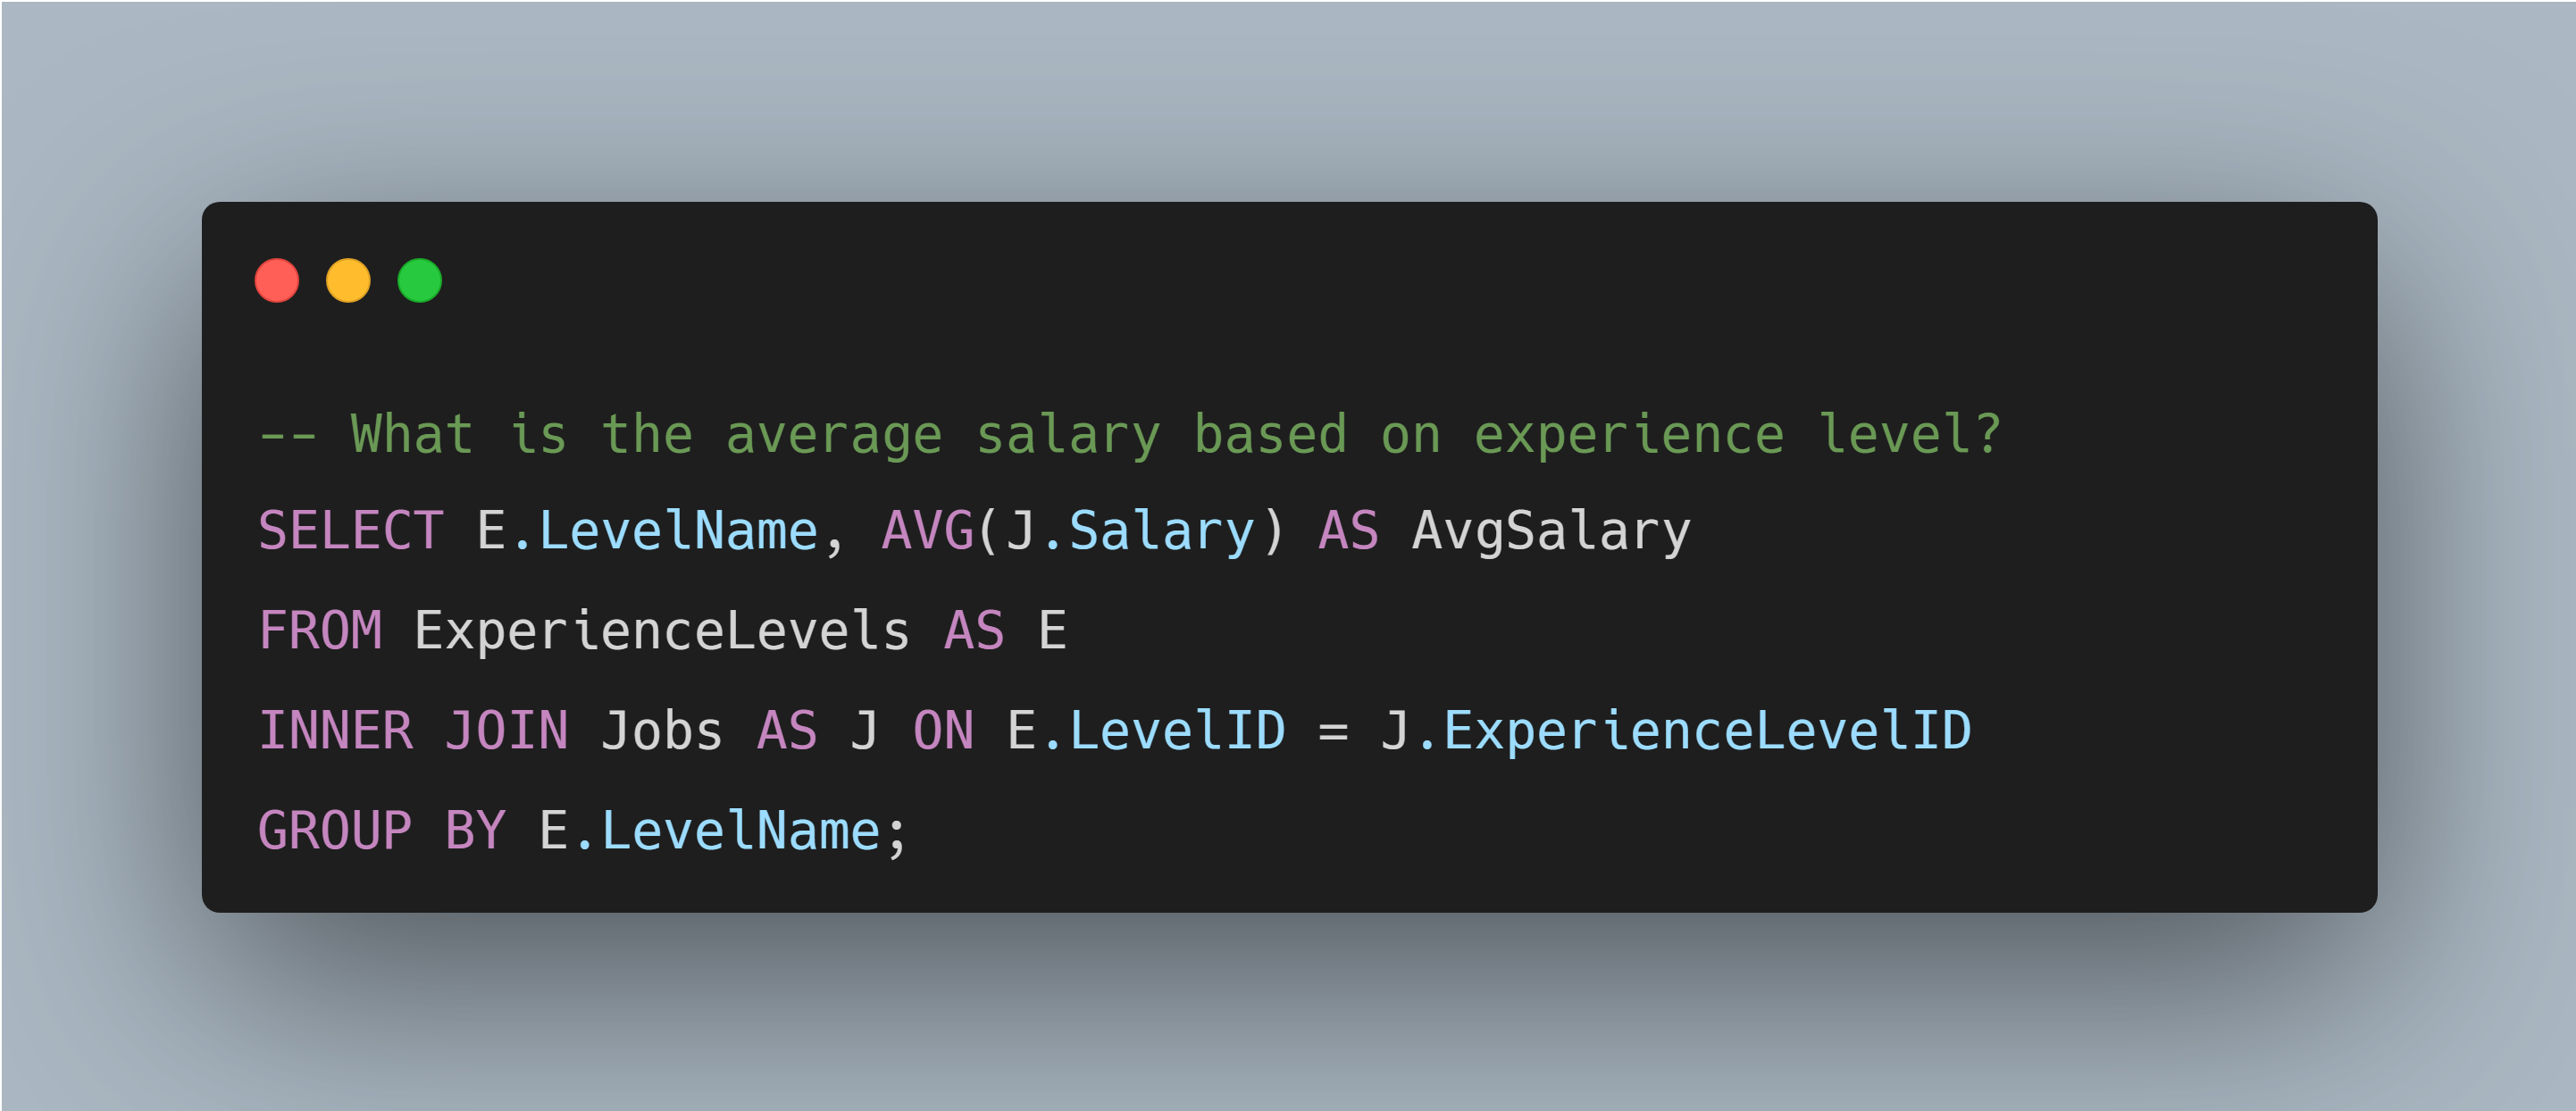 -- What is the average salary based on experience level?
SELECT E.LevelName, AVG(J.Salary) AS AvgSalary
FROM ExperienceLevels AS E
INNER JOIN Jobs AS J ON E.LevelID = J.ExperienceLevelID
GROUP BY E.LevelName;